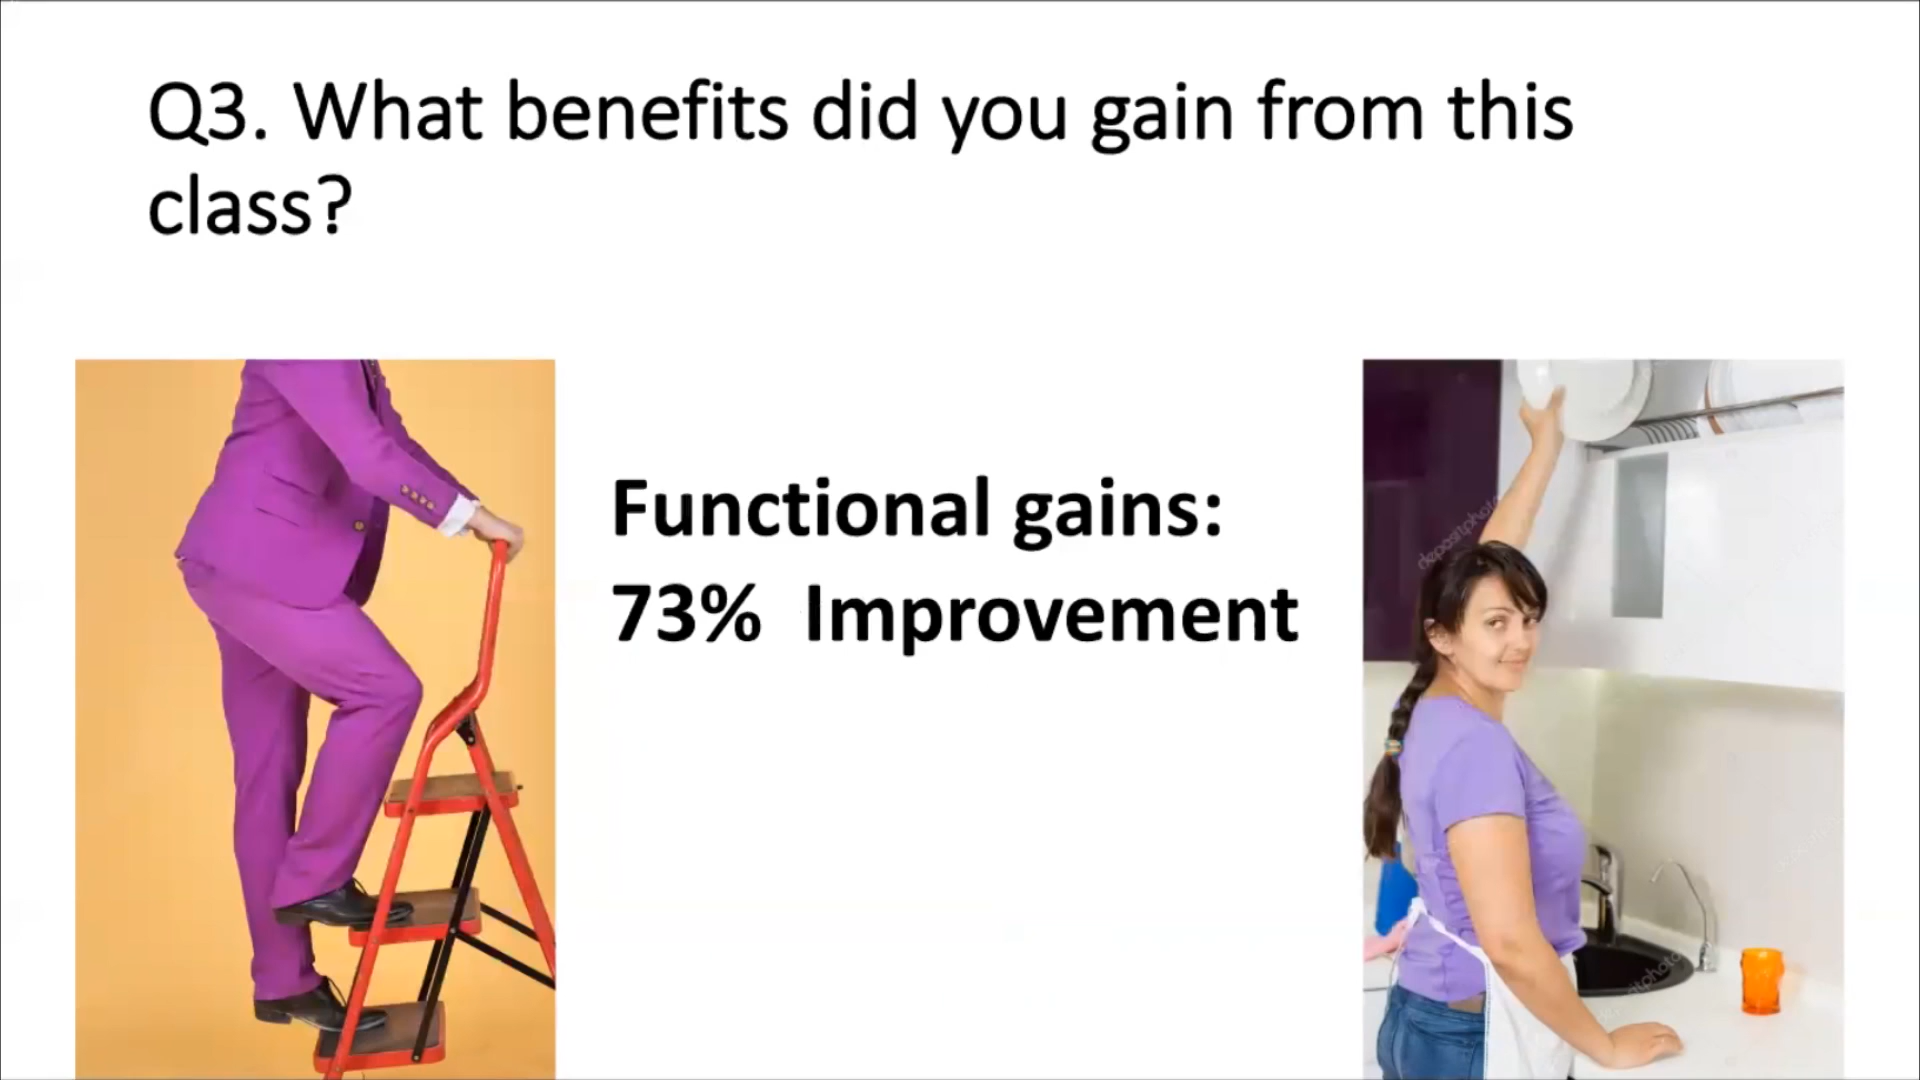 Q3. What benefits did you gain from this
class?
Functional gains:
73% Improvement